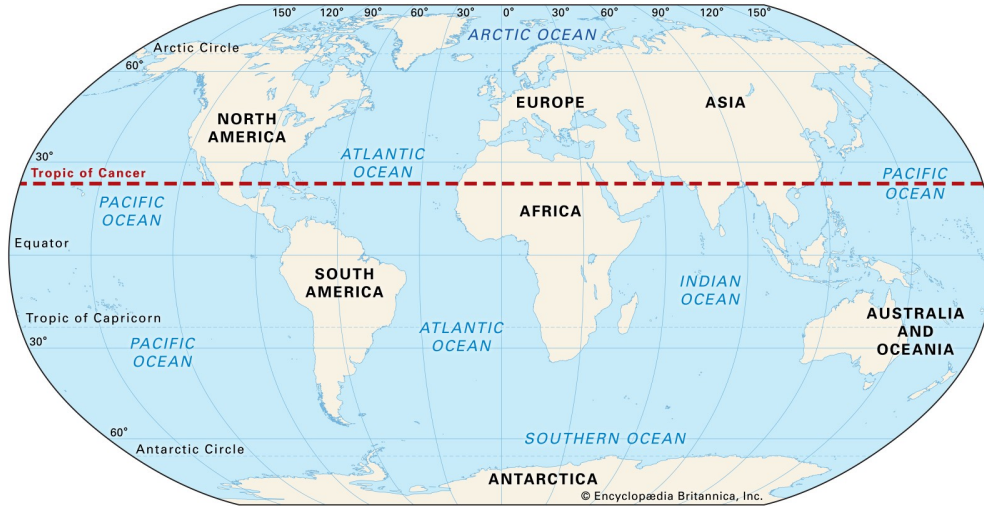 150° 120° 90° 60° 30° 0° 30° 60° 90° 120° 150°
ARCTIC OCEAN
Arctic Circle
60°
EUROPE
ASIA
NORTH
AMERICA
30°
ATLANTIC
OCEAN
Tropic of Cancer
PACIFIC
OCEAN
PACIFIC
OCEAN
AFRICA
Equator
SOUTH
AMERICA
INDIAN
OCEAN
Tropic of Capricorn
AUSTRALIA
AND
OCEANIA
ATLANTIC
OCEAN
30°
PACIFIC
OCEAN
60°
SOUTHERN OCEAN
Antarctic Circle
ANTARCTICA
© Encyclopædia Britannica, Inc.